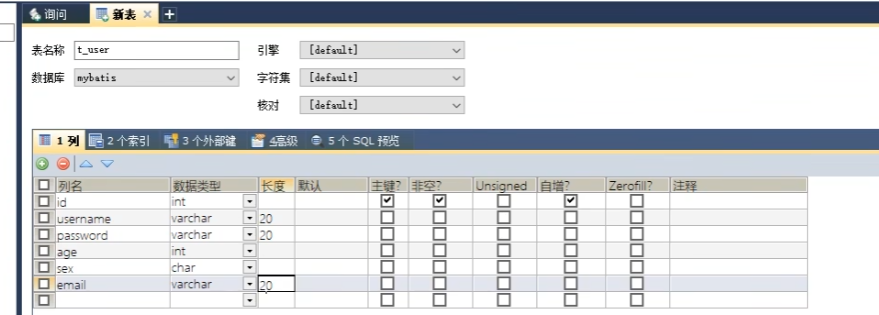 询问 新表
表名称 t_user 引擎 [default]
数据库 mybatis 字符集 [default]
核对 [default]
1 列 2 个索引 3 个外部键 4高级 5 个 SQL 预览
列名 数据类型 长度 默认 主键? 非空? Unsigned 自增? Zerofill? 注释
id int
username varchar 20
password varchar 20
age int
sex char
email varchar 20